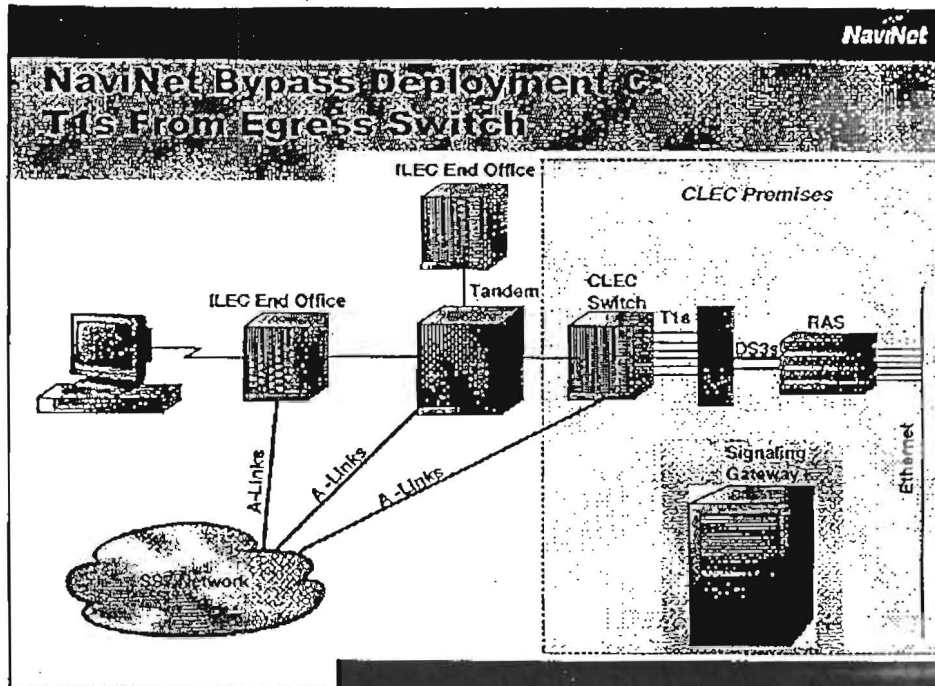 NaviNet
NaviNet Bypass Deployment C-
T1s From Egress Switch
ILEC End Office
CLEC Premises
ILEC End Office
Tandem
CLEC
Switch
T1s
DS3s
RAS
A-Links
A-Links
A-Links
Signaling
Gateway
Ethernet
SS7 Network